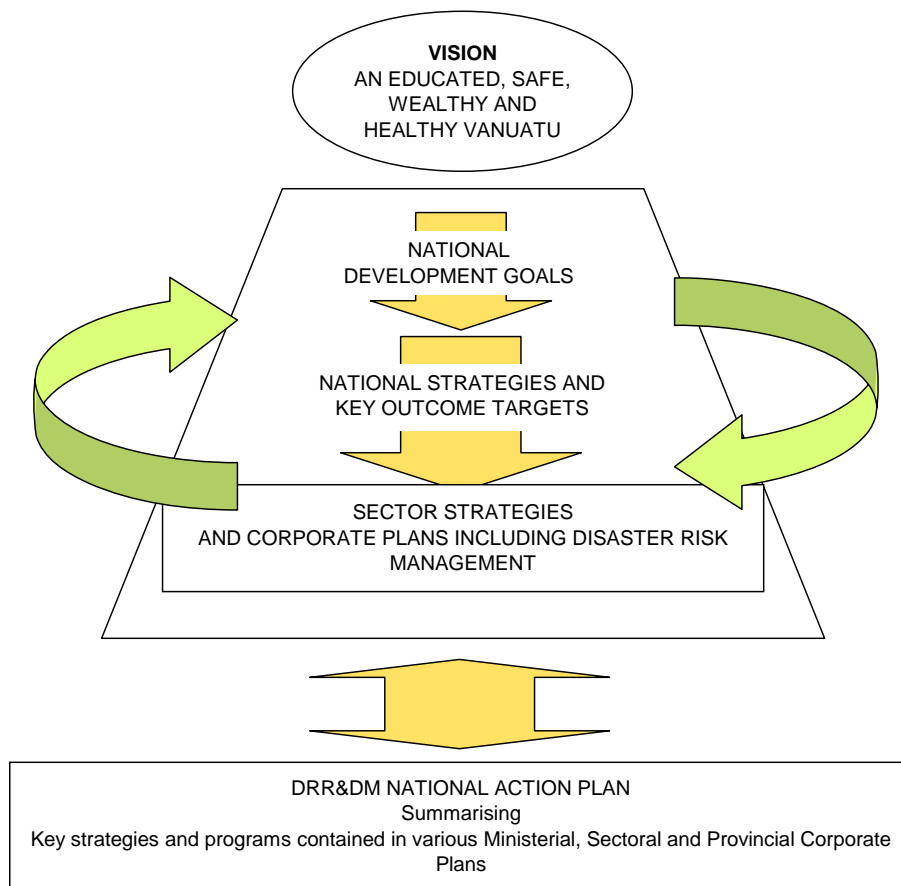 VISION
AN EDUCATED, SAFE,
WEALTHY AND
HEALTHY VANUATU
NATIONAL
DEVELOPMENT GOALS
NATIONAL STRATEGIES AND
KEY OUTCOME TARGETS
SECTOR STRATEGIES
AND CORPORATE PLANS INCLUDING DISASTER RISK
MANAGEMENT
DRR&DM NATIONAL ACTION PLAN
Summarising
Key strategies and programs contained in various Ministerial, Sectoral and Provincial Corporate
Plans